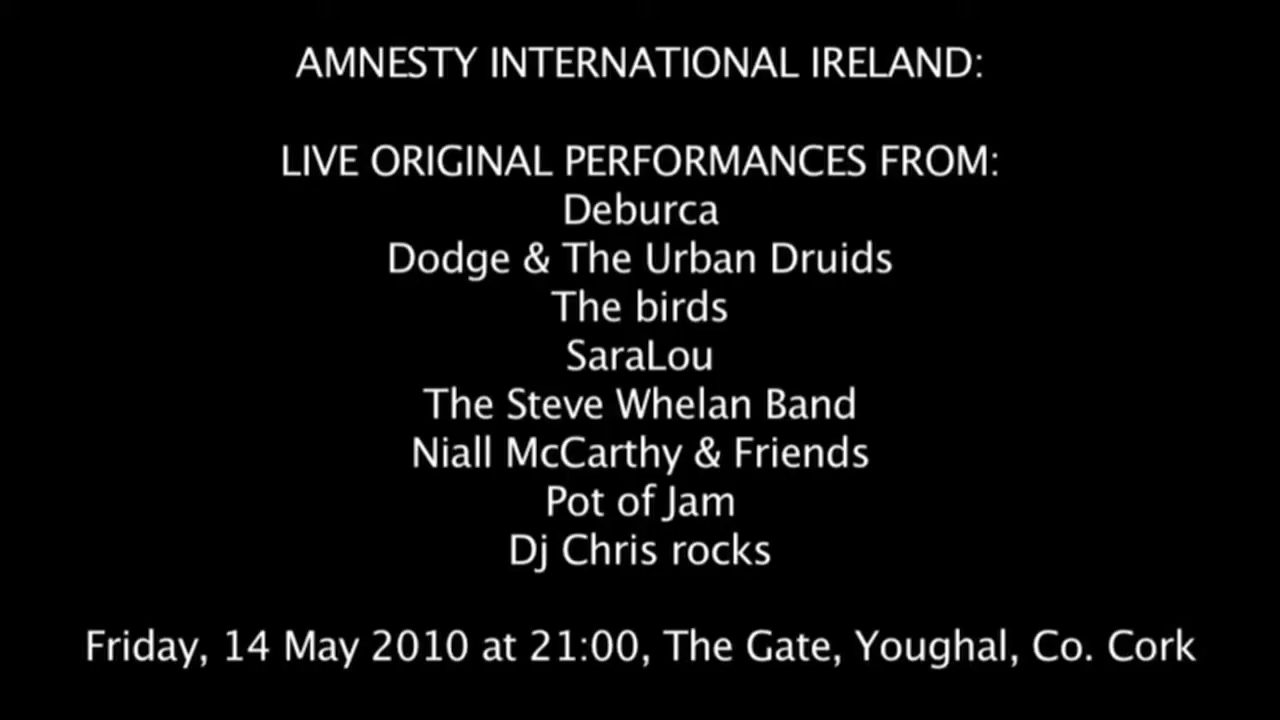 AMNESTY INTERNATIONAL IRELAND:
LIVE ORIGINAL PERFORMANCES FROM:
Deburca
Dodge & The Urban Druids
The birds
SaraLou
The Steve Whelan Band
Niall McCarthy & Friends
Pot of Jam
Dj Chris rocks
Friday, 14 May 2010 at 21:00, The Gate, Youghal, Co. Cork